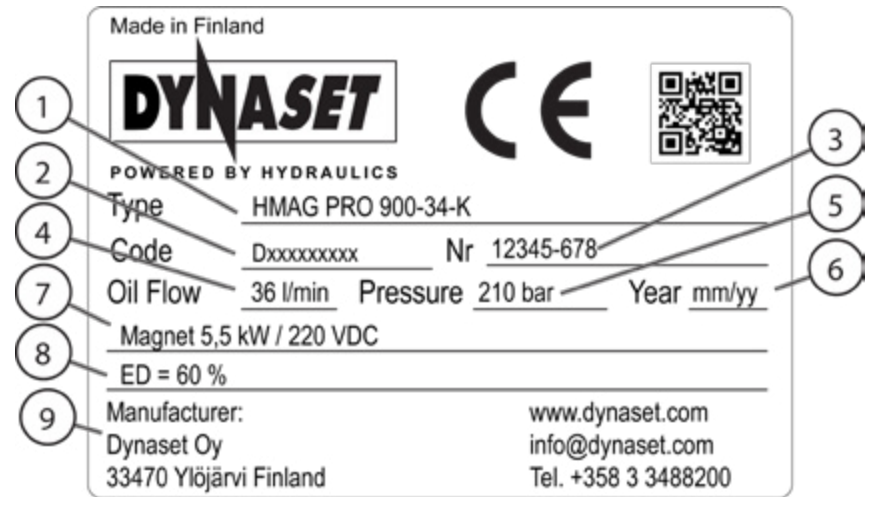 Made in Finland
DYNASET
CE
POWERED BY HYDRAULICS
1
2
3
4
5
6
7
8
9
Type HMAG PRO 900-34-K
Code Dxxxxxxxxx Nr 12345-678
Oil Flow 36 l/min Pressure 210 bar Year mm/yy
Magnet 5,5 kW / 220 VDC
ED = 60 %
Manufacturer: www.dynaset.com
Dynaset Oy info@dynaset.com
33470 Ylöjärvi Finland Tel. +358 3 3488200